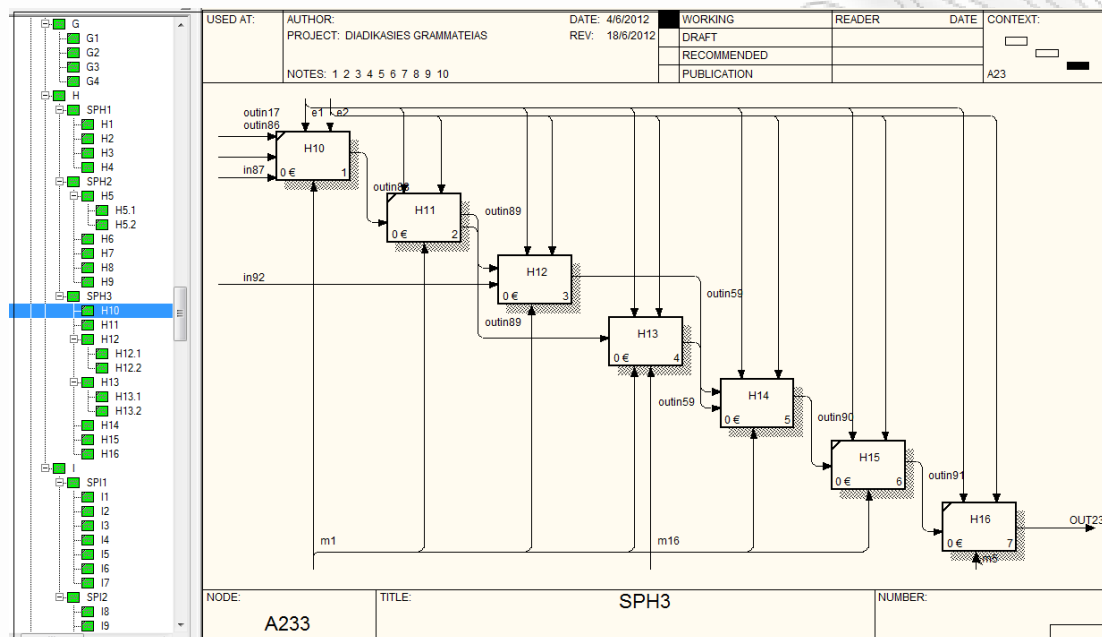 G
G1
G2
G3
G4
H
SPH1
H1
H2
H3
H4
SPH2
H5
H5.1
H5.2
H6
H7
H8
H9
SPH3
H10
H11
H12
H12.1
H12.2
H13
H13.1
H13.2
H14
H15
H16
I
SPI1
I1
I2
I3
I4
I5
I6
I7
SPI2
I8
I9
USED AT:
AUTHOR:
DATE: 4/6/2012
PROJECT: DIADIKASIES GRAMMATEIAS
REV: 18/6/2012
NOTES: 1 2 3 4 5 6 7 8 9 10
WORKING
DRAFT
RECOMMENDED
PUBLICATION
READER
DATE
CONTEXT:
A23
outin17
e1
e2
outin86
in87
H10
0 €
1
outin88
H11
0 €
2
outin89
H12
0 €
3
in92
outin59
outin89
H13
0 €
4
outin59
H14
0 €
5
outin90
H15
0 €
6
outin91
H16
0 €
7
OUT23
m1
m16
m5
NODE:
A233
TITLE:
SPH3
NUMBER: